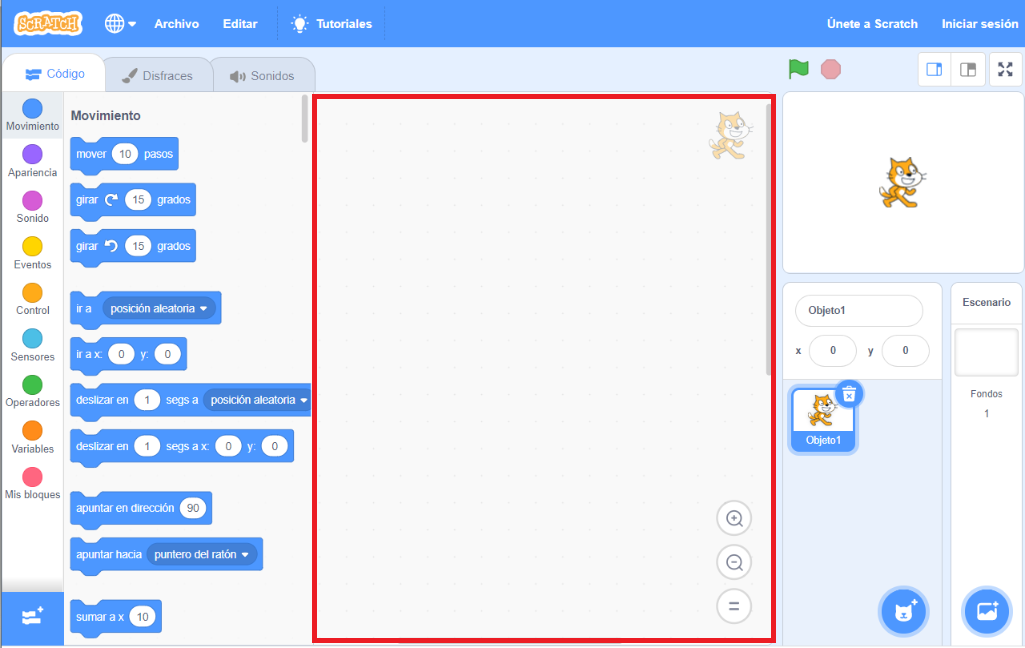 SCRATCH
Archivo
Editar
Tutoriales
Únete a Scratch
Iniciar sesión
Código
Disfraces
Sonidos
Movimiento
Apariencia
Sonido
Eventos
Control
Sensores
Operadores
Variables
Mis bloques
Movimiento
mover 10 pasos
girar 15 grados
girar 15 grados
ir a posición aleatoria
ir a x: 0 y: 0
deslizar en 1 segs a posición aleatoria
deslizar en 1 segs a x: 0 y: 0
apuntar en dirección 90
apuntar hacia puntero del ratón
sumar a x 10
Objeto1
x 0 y 0
Objeto1
Escenario
Fondos
1